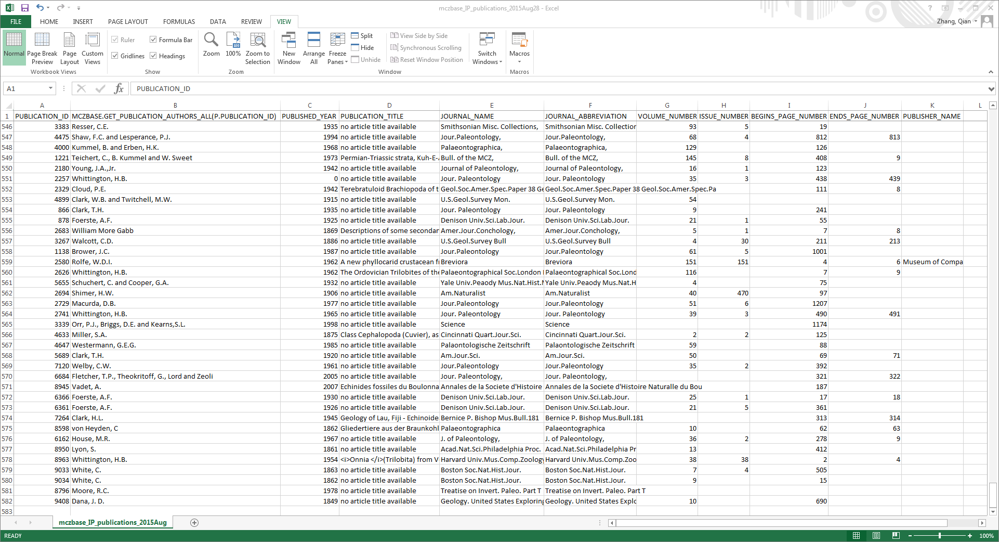 mczbase_IP_publications_2015Aug28 - Excel
FILE HOME INSERT PAGE LAYOUT FORMULAS DATA REVIEW VIEW Zhang, Qian
Normal Page Break Preview Page Layout Custom Views
Ruler Formula Bar
Gridlines Headings
Zoom 100% Zoom to Selection
New Window Arrange All Freeze Panes
Split
Hide
Unhide
View Side by Side
Synchronous Scrolling
Reset Window Position
Switch Windows Macros
Workbook Views Show Zoom Window Macros
A1 fx PUBLICATION_ID
A B C D E F G H I J K L
1 PUBLICATION_ID MCZBASE.GET_PUBLICATION_AUTHORS_ALL(P.PUBLICATION_ID) PUBLISHED_YEAR PUBLICATION_TITLE JOURNAL_NAME JOURNAL_ABBREVIATION VOLUME_NUMBER ISSUE_NUMBER BEGINS_PAGE_NUMBER ENDS_PAGE_NUMBER PUBLISHER_NAME
546 3383 Resser, C.E. 1935 no article title available Smithsonian Misc. Collections, Smithsonian Misc. Collection 93 5 19
547 4475 Shaw, F.C. and Lesperance, P.J. 1994 no article title available Jour.Paleontology, Jour.Paleontology, 68 4 812 813
548 4000 Kummel, B. and Erben, H.K. 1968 no article title available Palaeontographica, Palaeontographica, 129 126
549 1221 Teichert, C., B. Kummel and W. Sweet 1973 Permian-Triassic strata, Kuh-E- Bull. of the MCZ, Bull. of the MCZ, 145 8 408 9
550 2180 Young, J.A.,Jr. 1942 no article title available Journal of Paleontology, Journal of Paleontology, 16 1 123
551 2257 Whittington, H.B. 0 no article title available Jour. Paleontology Jour. Paleontology 35 3 438 439
552 2329 Cloud, P.E. 1942 Terebratuloid Brachiopoda of t Geol.Soc.Amer.Spec.Paper 38 Ge Geol.Soc.Amer.Spec.Paper 38 Geol.Soc.Amer.Spec.Pa 111 8
553 4899 Clark, W.B. and Twitchell, M.W. 1915 no article title available U.S.Geol.Survey Mon. U.S.Geol.Survey Mon. 54
554 866 Clark, T.H. 1935 no article title available Jour. Paleontology Jour. Paleontology 9 241
555 878 Foerste, A.F. 1925 no article title available Denison Univ.Sci.Lab.Jour. Denison Univ.Sci.Lab.Jour. 21 1 55
556 2683 William More Gabb 1869 Descriptions of some secondar Amer.Jour.Conchology, Amer.Jour.Conchology, 5 1 7 8
557 3267 Walcott, C.D. 1886 no article title available U.S.Geol.Survey Bull U.S.Geol.Survey Bull 4 30 211 213
558 1138 Brower, J.C. 1987 no article title available Jour.Paleontology Jour.Paleontology 61 5 1001
559 2580 Rolfe, W.D.I. 1962 A new phyllocarid crustacean f Breviora Breviora 151 151 4 6 Museum of Compa
560 2626 Whittington, H.B. 1962 The Ordovician Trilobites of the Palaeontographical Soc.London Palaeontographical Soc.Lond 116 7 9
561 5655 Schuchert, C. and Cooper, G.A. 1932 no article title available Yale Univ.Peaody Mus.Nat.Hist. Yale Univ.Peaody Mus.Nat.H 4 75
562 2694 Shimer, H.W. 1906 no article title available Am.Naturalist Am.Naturalist 40 470 97
563 2729 Macurda, D.B. 1977 no article title available Jour.Paleontology Jour.Paleontology 51 6 1207
564 2741 Whittington, H.B. 1965 no article title available Jour. Paleontology Jour. Paleontology 39 3 490 491
565 3339 Orr, P.J., Briggs, D.E. and Kearns,S.L. 1998 no article title available Science Science 1174
566 4633 Miller, S.A. 1875 Class Cephalopoda (Cuvier), as Cincinnati Quart.Jour.Sci. Cincinnati Quart.Jour.Sci. 2 2 125
567 4647 Westermann, G.E.G. 1985 no article title available Palaontologische Zeitschrift Palaontologische Zeitschrift 59 88
568 5689 Clark, T.H. 1920 no article title available Am.Jour.Sci. Am.Jour.Sci. 50 69 71
569 7120 Welby, C.W. 1961 no article title available Jour.Paleontology Jour.Paleontology 35 2 392
570 6684 Fletcher, T.P., Theokritoff, G., Lord and Zeoli 2005 no article title available Jour. Paleontology, Jour. Paleontology, 321 322
571 8945 Vadet, A. 2007 Echinides fossiles du Boulonna Annales de la Societe d'Histoire Annales de la Societe d'Histoire Naturalle du Bou 187
572 6366 Foerste, A.F. 1930 no article title available Denison Univ.Sci.Lab.Jour. Denison Univ.Sci.Lab.Jour. 25 1 17 18
573 6361 Foerste, A.F. 1926 no article title available Denison Univ.Sci.Lab.Jour. Denison Univ.Sci.Lab.Jour. 21 5 361
574 7264 Clark, H.L. 1945 Geology of Lau, Fiji - Echinoide Bernice P. Bishop Mus.Bull.181 Bernice P. Bishop Mus.Bull.181 313 314
575 8598 von Heyden, C 1862 Gliedertiere aus der Braunkohl Palaeontographica Palaeontographica 10 62 63
576 6162 House, M.R. 1967 no article title available J. of Paleontology, J. of Paleontology, 36 2 278 9
577 8950 Lyon, S. 1861 no article title available Acad.Nat.Sci.Philadelphia Proc. Acad.Nat.Sci.Philadelphia Pr 13 412
578 8963 Whittington, H.B. 1954 &lt;i&gt;Onnia &lt;/i&gt;(Trilobita) from V Harvard Univ.Mus.Comp.Zoology Harvard Univ.Mus.Comp.Zoo 38 38 2 4
579 9033 White, C. 1863 no article title available Boston Soc.Nat.Hist.Jour. Boston Soc.Nat.Hist.Jour. 7 4 505
580 9034 White, C. 1862 no article title available Boston Soc.Nat.Hist.Jour. Boston Soc.Nat.Hist.Jour. 9 15
581 8796 Moore, R.C. 1978 no article title available Treatise on Invert. Paleo. Part T Treatise on Invert. Paleo. Part T
582 9408 Dana, J. D. 1849 no article title available Geology. United States Exploring Geology. United States Explo 10 690
583
mczbase_IP_publications_2015Aug
READY 100%